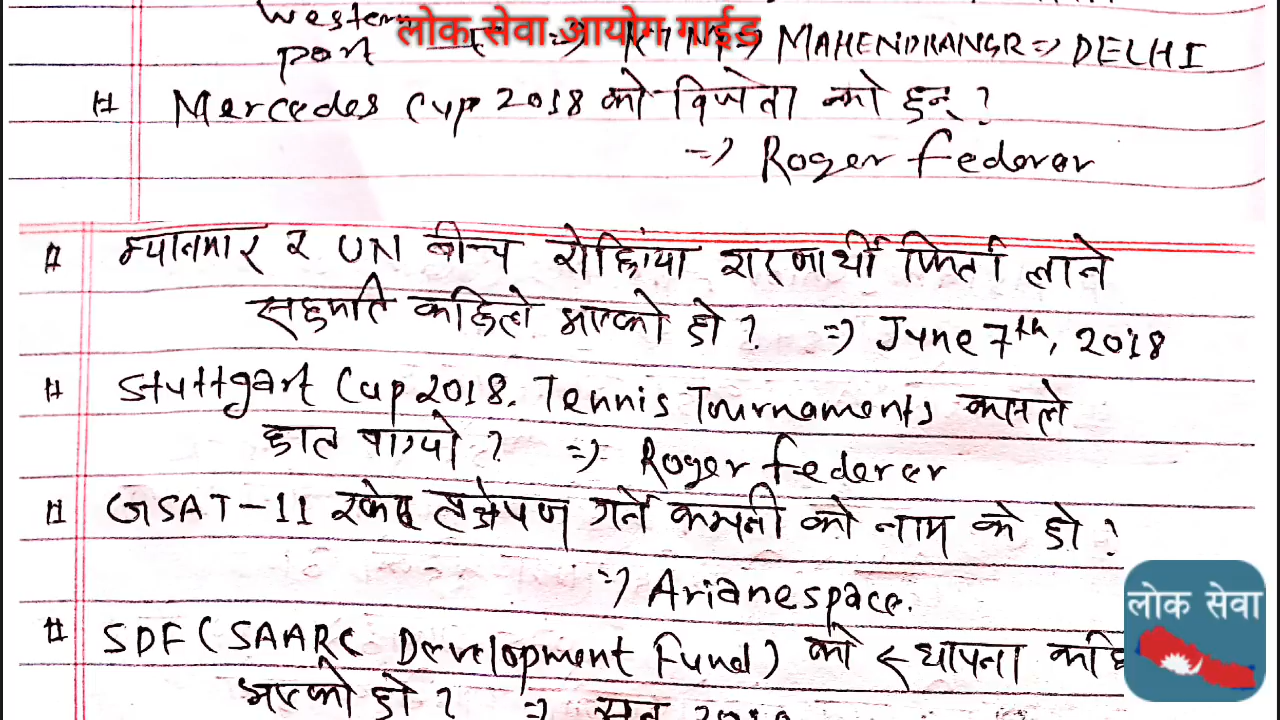 लोक सेवा आयोग गाईड
Western
port => MAHENDRANGR => DELHI
# Mercedes Cup 2018 को विजेता को हुन् ?
=> Roger Federer
# म्यानमार र UN बीच रोहिंग्या शरणार्थी फिर्ता लाने
सहमति कहिले भएको हो ? => June 7th, 2018
# Stuttgart Cup 2018. Tennis Tournaments कसले
हात पार्‍यो ? => Roger Federer
# GSAT-11 रकेट प्रक्षेपण गर्ने कम्पनी को नाम के हो ?
=> Arianespace.
# SDF (SAARC Development Fund) को स्थापना कहि
भएको हो ? => सन्
लोक सेवा